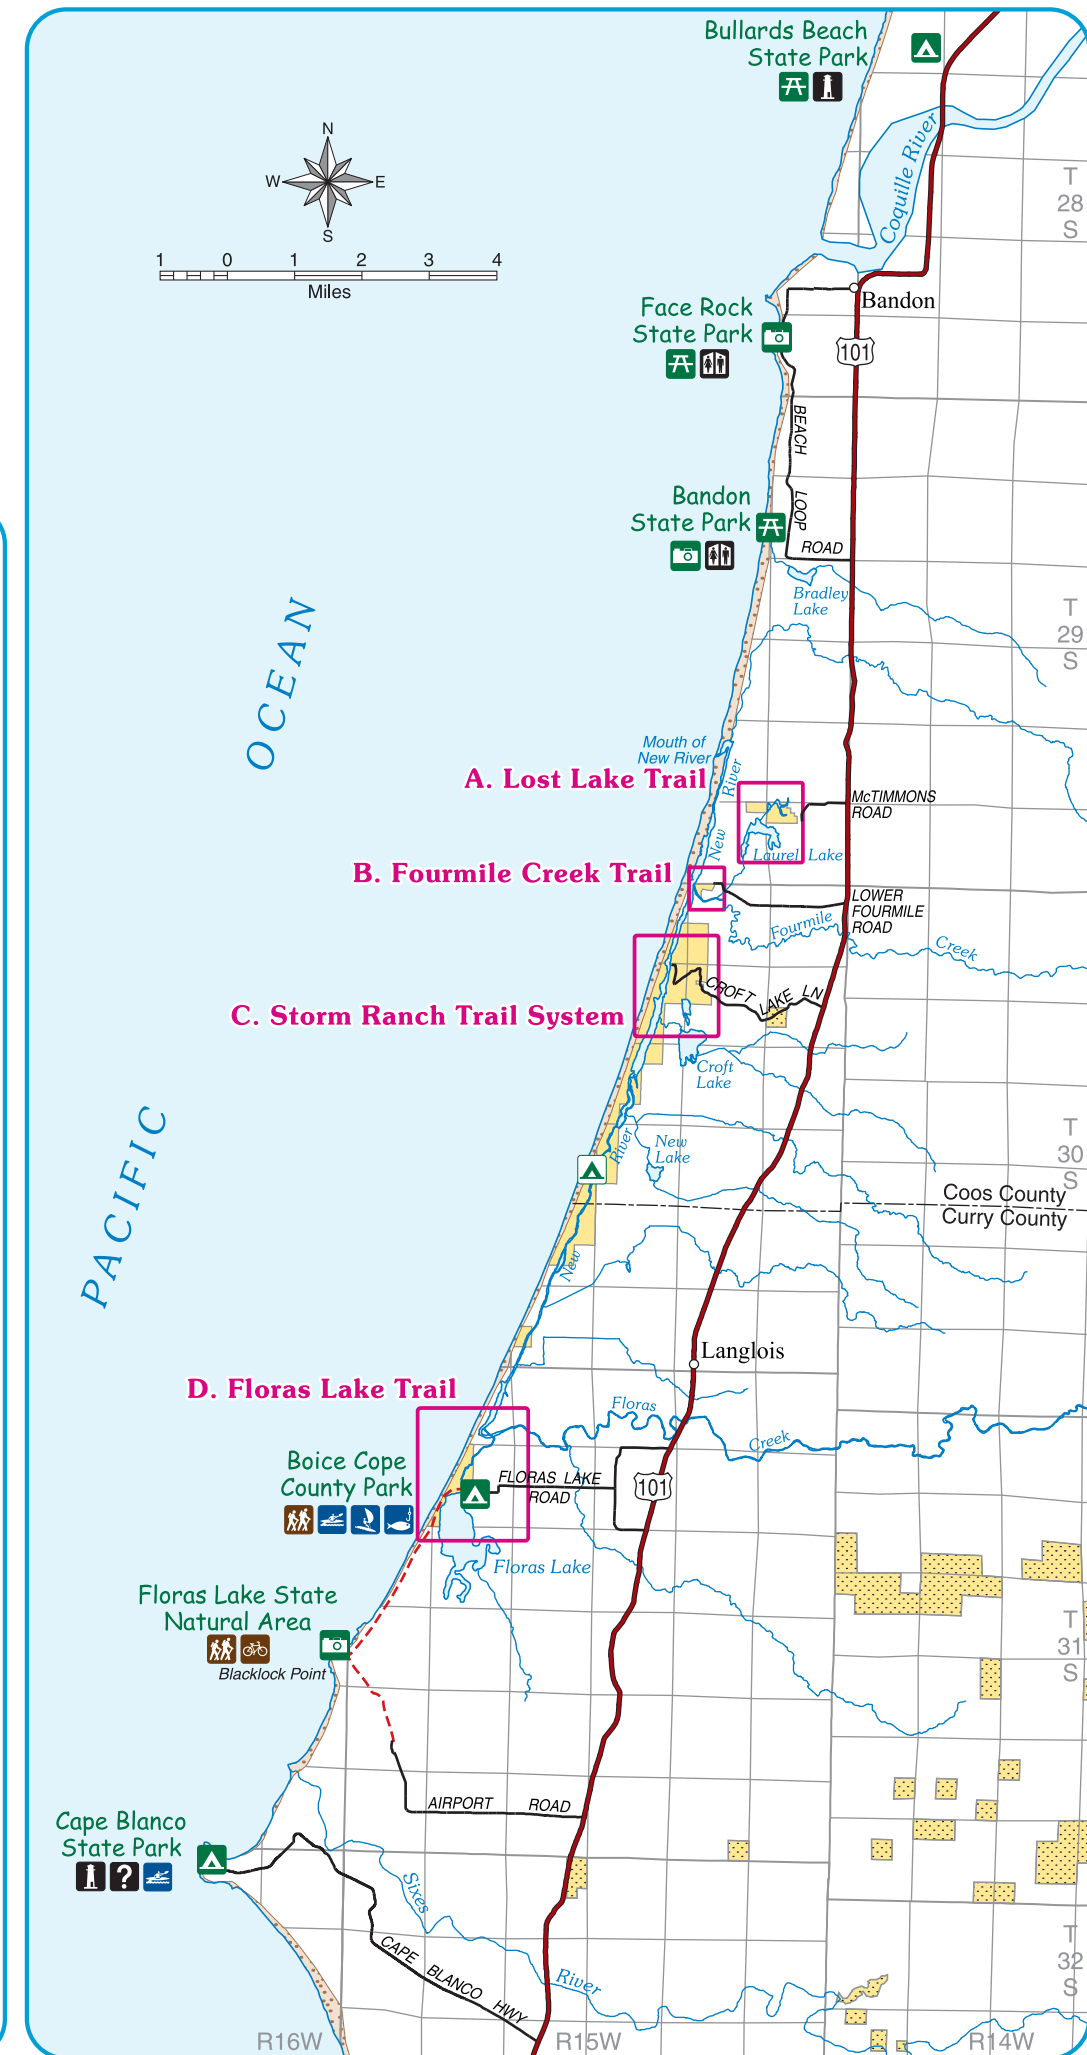 Bullards Beach
State Park
N
W E
S
1 0 1 2 3 4
Miles
Coquille River
T
28
S
Bandon
101
Face Rock
State Park
BEACH
LOOP
ROAD
Bandon
State Park
Bradley
Lake
T
29
S
OCEAN
Mouth of
New River
A. Lost Lake Trail
New River
McTIMMONS
ROAD
Laurel Lake
B. Fourmile Creek Trail
LOWER
FOURMILE
ROAD
Fourmile Creek
C. Storm Ranch Trail System
CROFT LAKE LN
Croft
Lake
PACIFIC
New River
New
Lake
T
30
S
Coos County
Curry County
Langlois
D. Floras Lake Trail
Floras Creek
Boice Cope
County Park
FLORAS LAKE
ROAD
101
Floras Lake
Floras Lake State
Natural Area
Blacklock Point
T
31
S
AIRPORT ROAD
Cape Blanco
State Park
?
Sixes River
CAPE BLANCO HWY
T
32
S
R16W R15W R14W